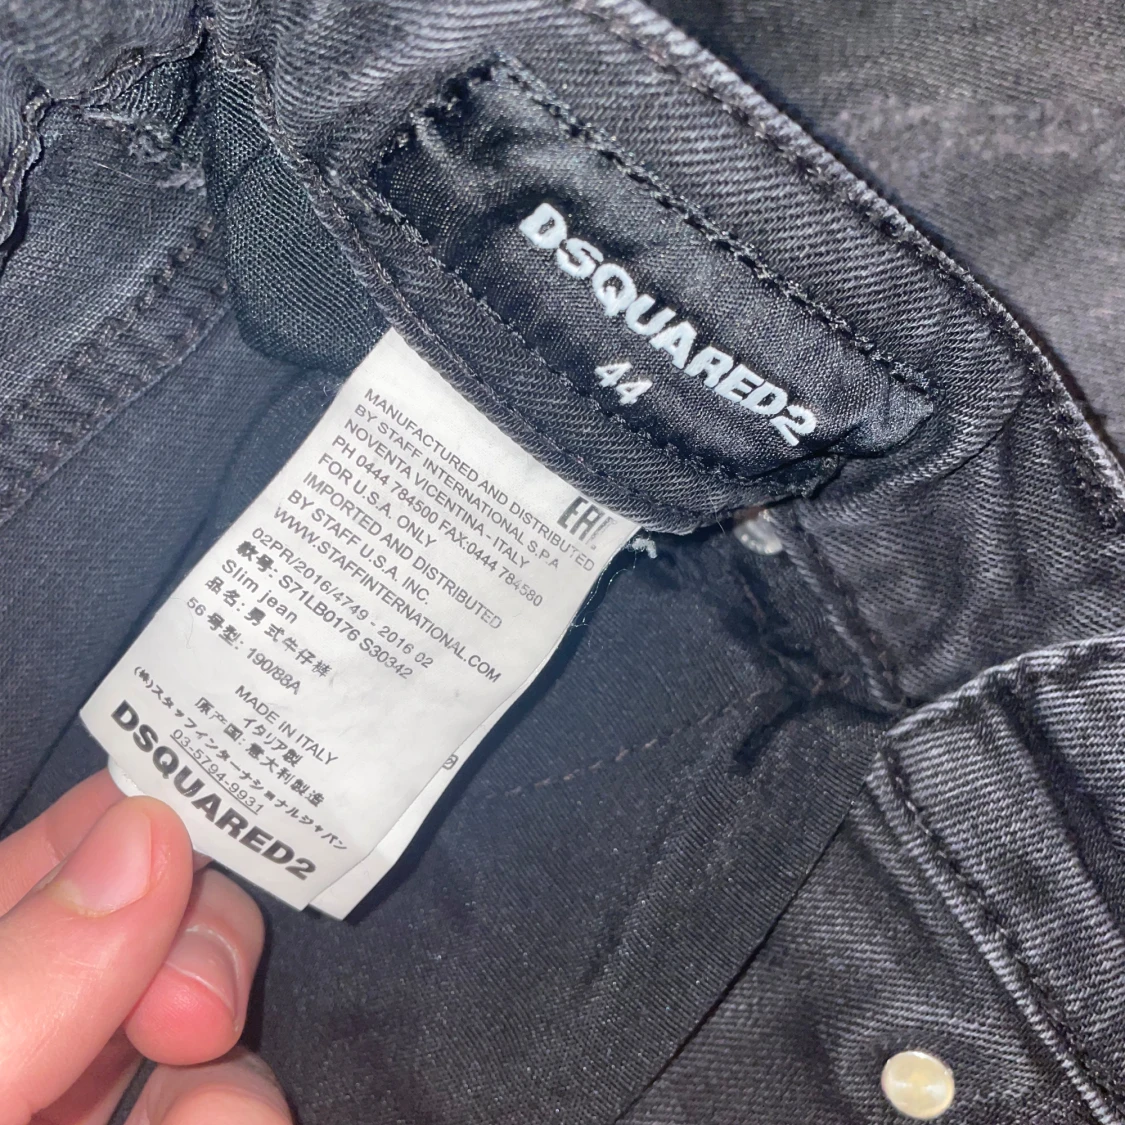 DSQUARED2
44
EAC
MANUFACTURED AND DISTRIBUTED
BY STAFF INTERNATIONAL S.P.A
NOVENTA VICENTINA - ITALY
PH 0444 784500 FAX:0444 784580
FOR U.S.A. ONLY
IMPORTED AND DISTRIBUTED
BY STAFF U.S.A. INC.
WWW.STAFFINTERNATIONAL.COM
02PR/2016/4749 - 2016 02
款号: S71LB0176 S30342
Slim jean
品名: 男式牛仔裤
56 号型: 190/88A
MADE IN ITALY
イタリア製
原产国: 意大利製造
(株)スタッフインターナショナルジャパン
03-5794-9931
DSQUARED2